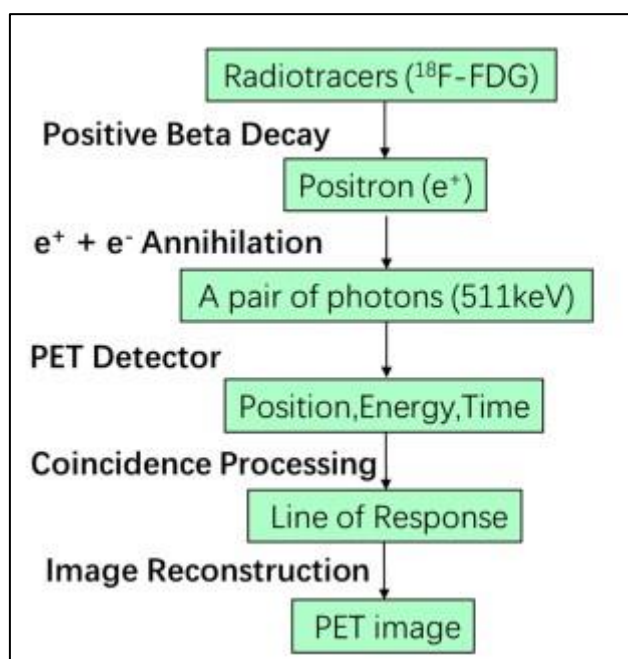 Radiotracers (¹⁸F-FDG)
Positive Beta Decay
Positron (e⁺)
e⁺ + e⁻ Annihilation
A pair of photons (511keV)
PET Detector
Position,Energy,Time
Coincidence Processing
Line of Response
Image Reconstruction
PET image